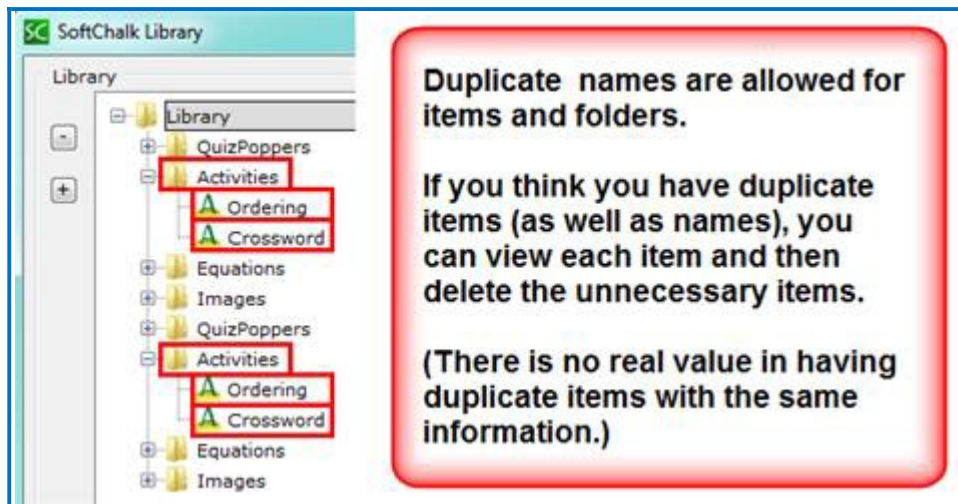 SC SoftChalk Library
Library
Library
QuizPoppers
Activities
A Ordering
A Crossword
Equations
Images
QuizPoppers
Activities
A Ordering
A Crossword
Equations
Images
Duplicate names are allowed for
items and folders.
If you think you have duplicate
items (as well as names), you
can view each item and then
delete the unnecessary items.
(There is no real value in having
duplicate items with the same
information.)